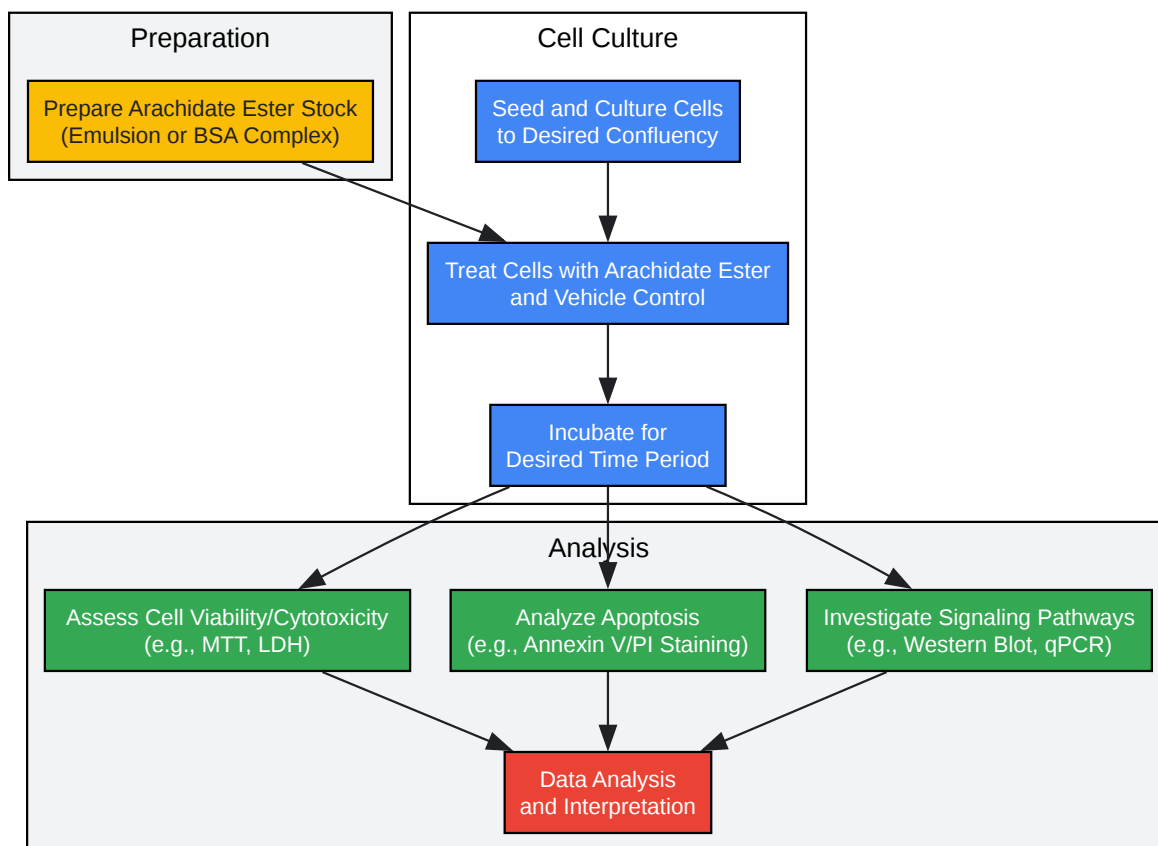 Preparation
Prepare Arachidate Ester Stock
(Emulsion or BSA Complex)
Cell Culture
Seed and Culture Cells
to Desired Confluency
Treat Cells with Arachidate Ester
and Vehicle Control
Incubate for
Desired Time Period
Analysis
Assess Cell Viability/Cytotoxicity
(e.g., MTT, LDH)
Analyze Apoptosis
(e.g., Annexin V/PI Staining)
Investigate Signaling Pathways
(e.g., Western Blot, qPCR)
Data Analysis
and Interpretation